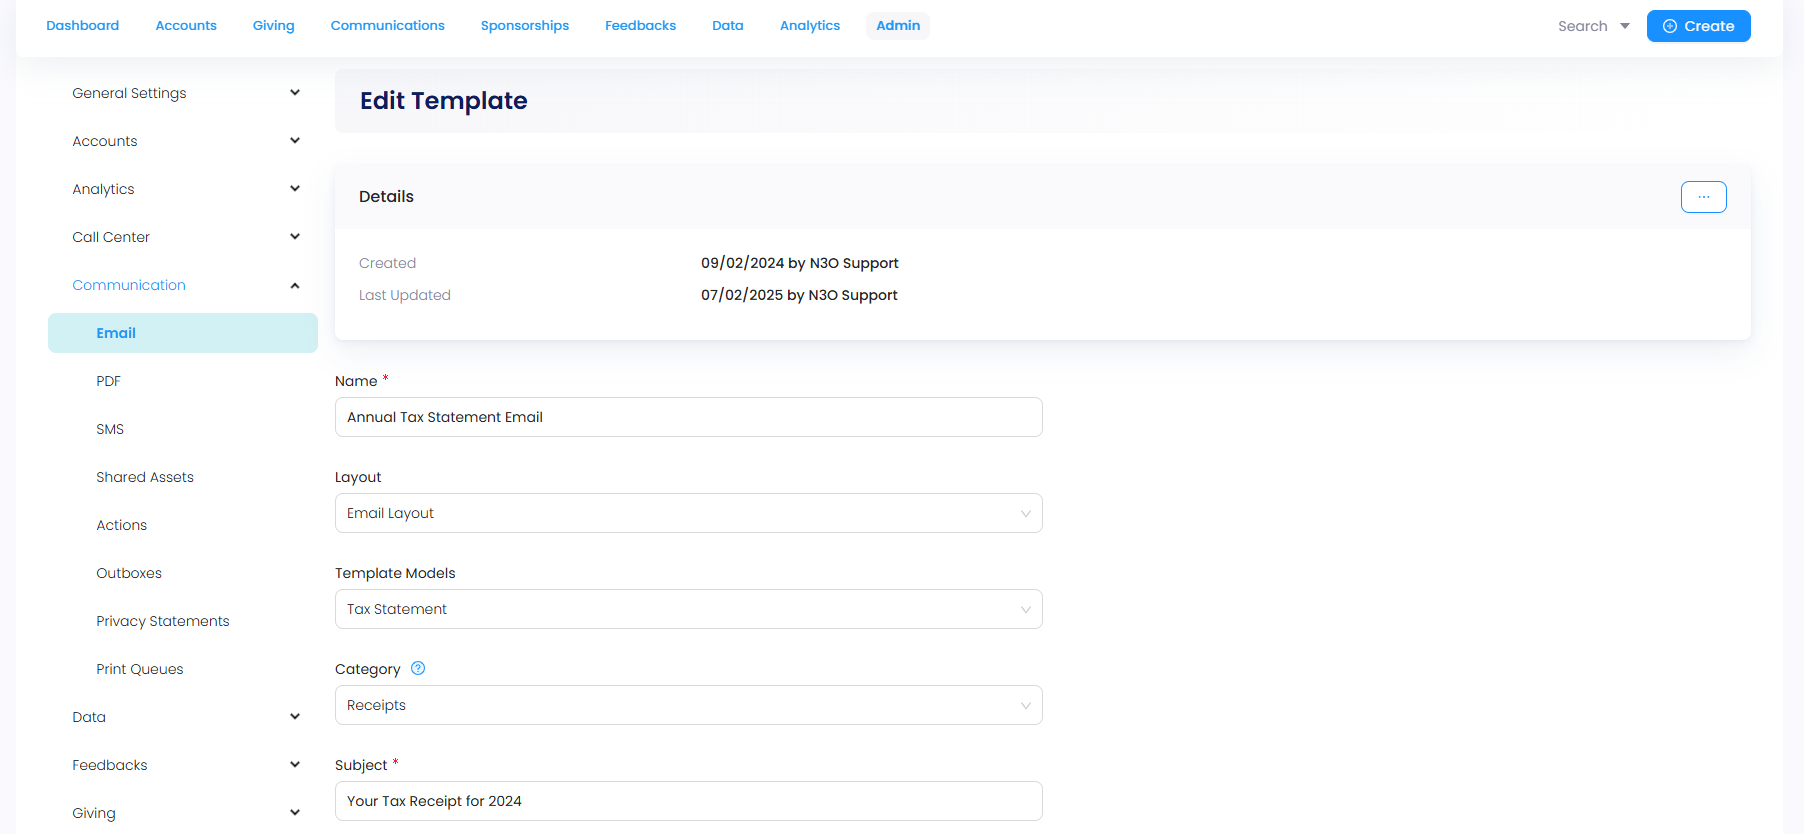 Dashboard Accounts Giving Communications Sponsorships Feedbacks Data Analytics Admin Search Create
General Settings
Accounts
Analytics
Call Center
Communication
Email
PDF
SMS
Shared Assets
Actions
Outboxes
Privacy Statements
Print Queues
Data
Feedbacks
Giving
Edit Template
Details
...
Created 09/02/2024 by N3O Support
Last Updated 07/02/2025 by N3O Support
Name *
Annual Tax Statement Email
Layout
Email Layout
Template Models
Tax Statement
Category ?
Receipts
Subject *
Your Tax Receipt for 2024